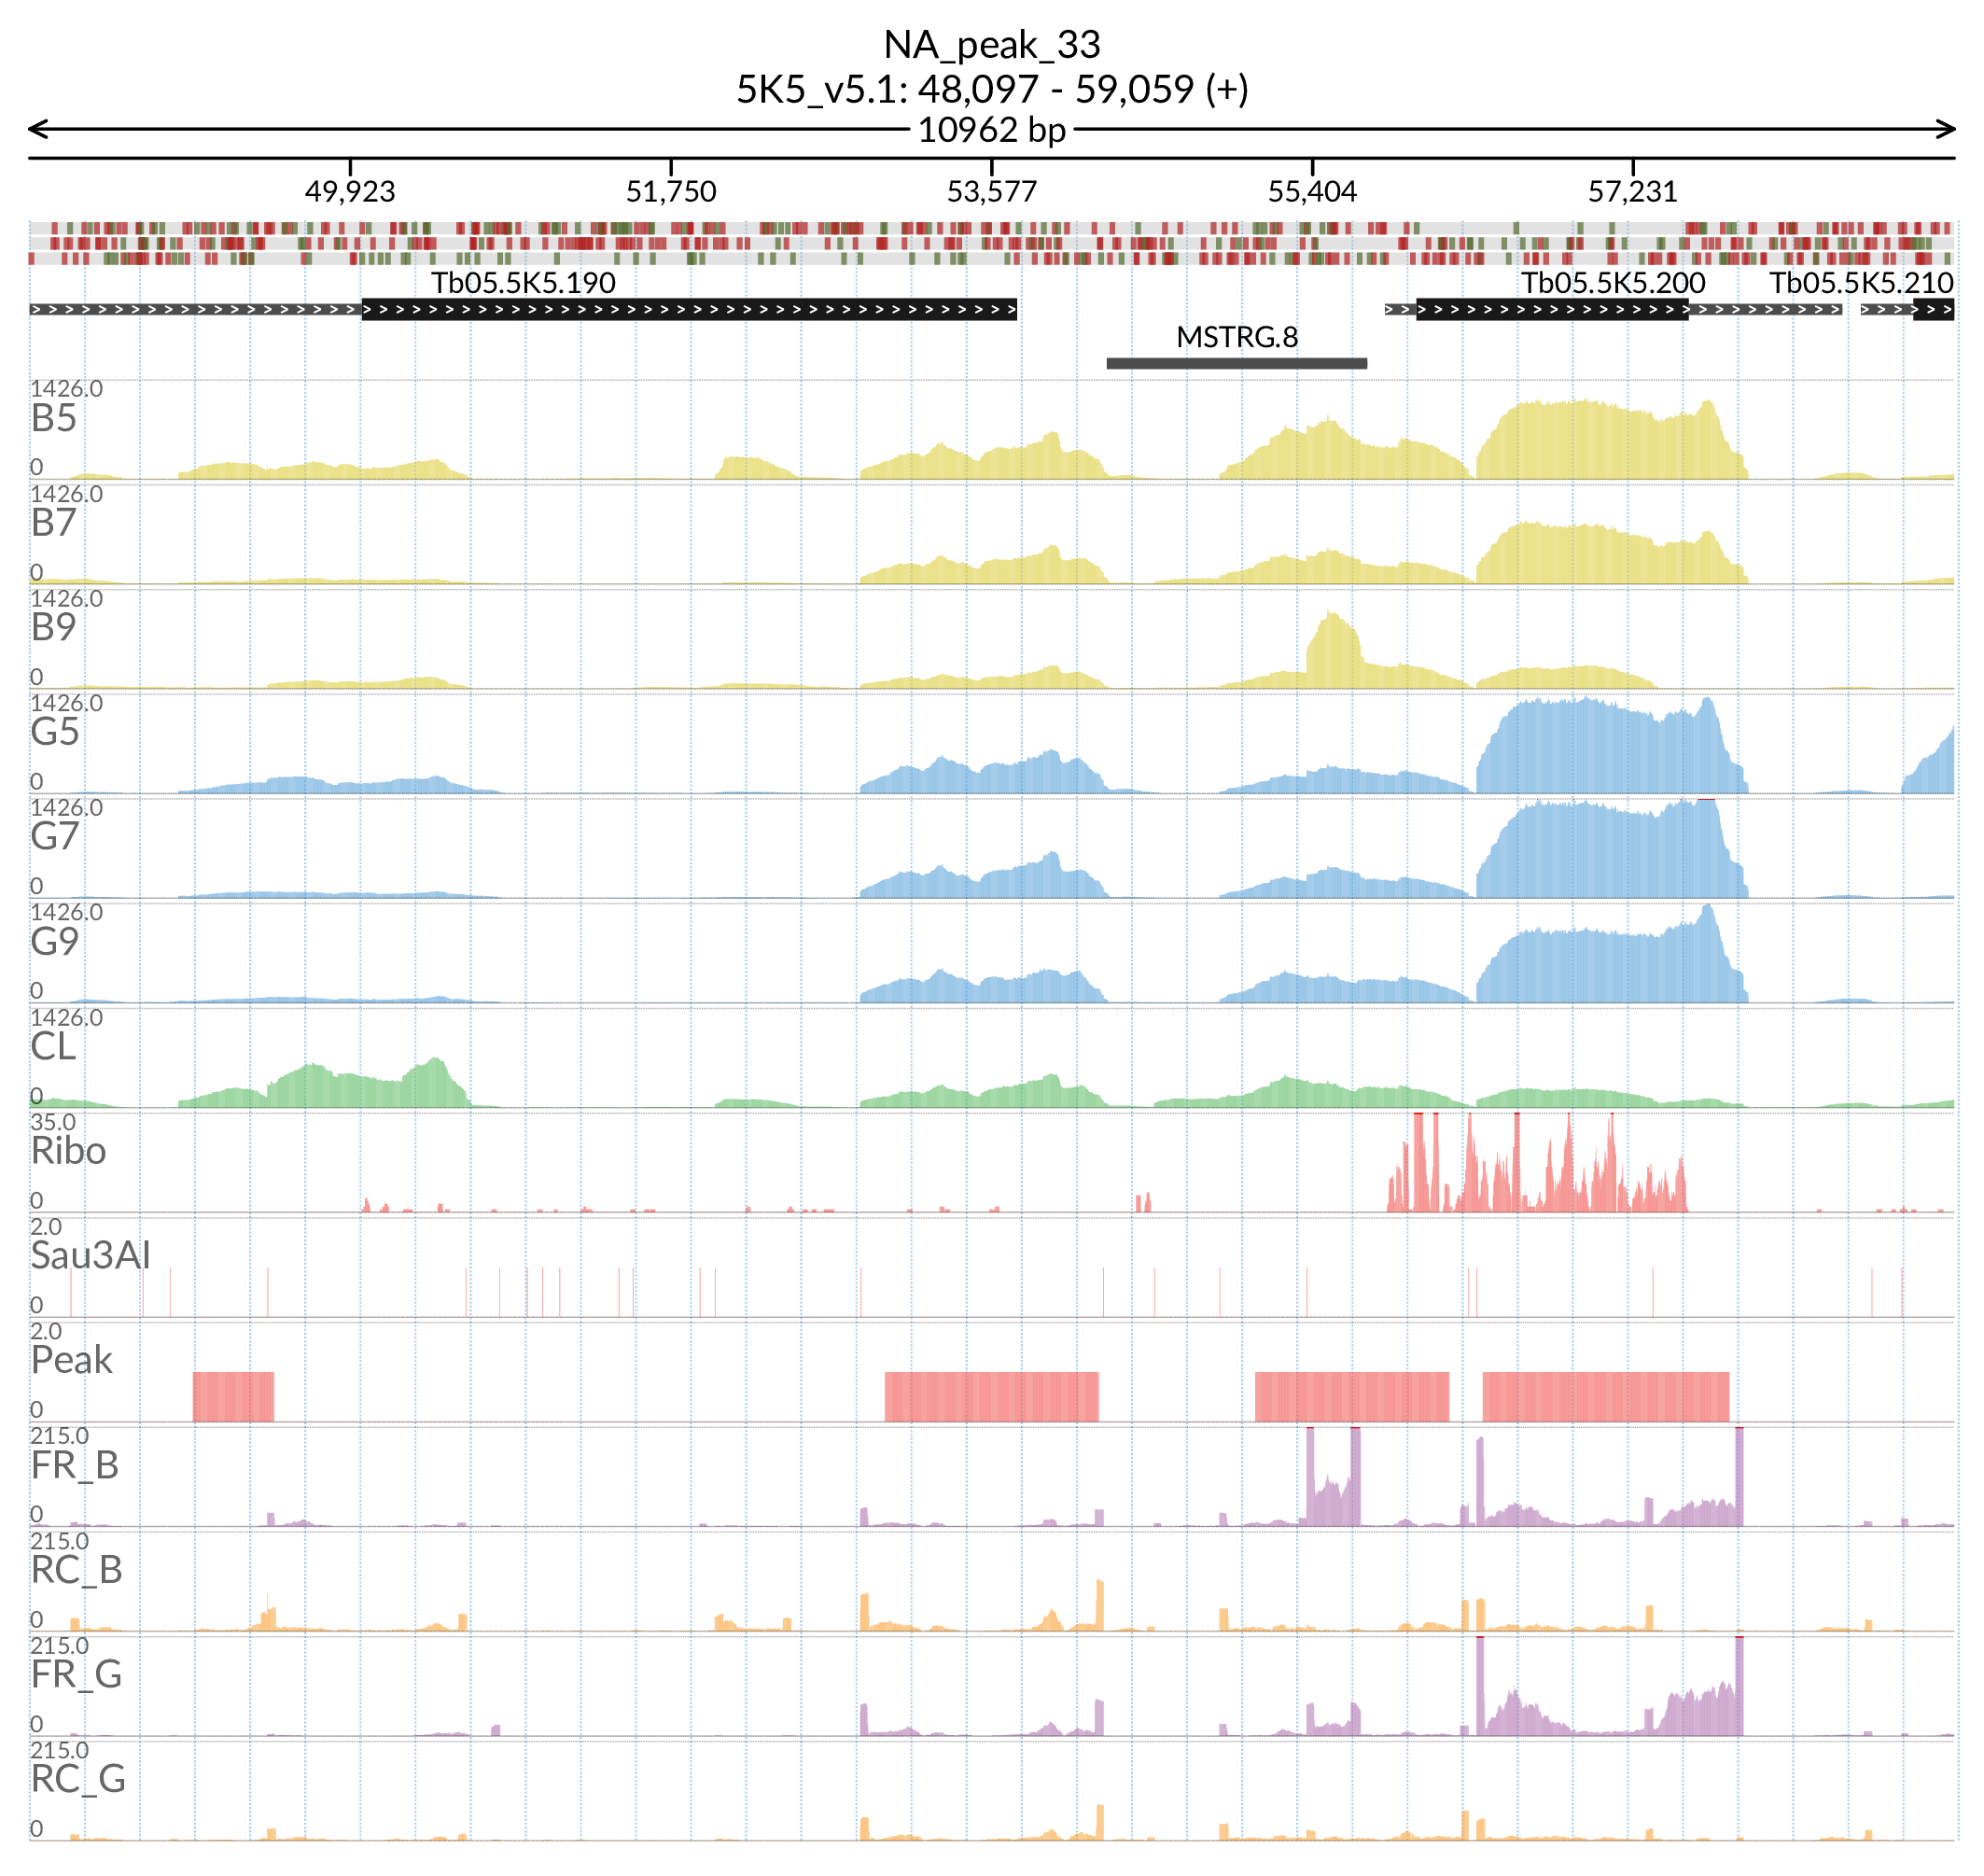 NA_peak_33
5K5_v5.1: 48,097 - 59,059 (+)
10962 bp
49,923 51,750 53,577 55,404 57,231
Tb05.5K5.190 Tb05.5K5.200 Tb05.5K5.210
MSTRG.8
1426.0
B5
0
1426.0
B7
0
1426.0
B9
0
1426.0
G5
0
1426.0
G7
0
1426.0
G9
0
1426.0
CL
0
35.0
Ribo
0
2.0
Sau3AI
0
2.0
Peak
0
215.0
FR_B
0
215.0
RC_B
0
215.0
FR_G
0
215.0
RC_G
0